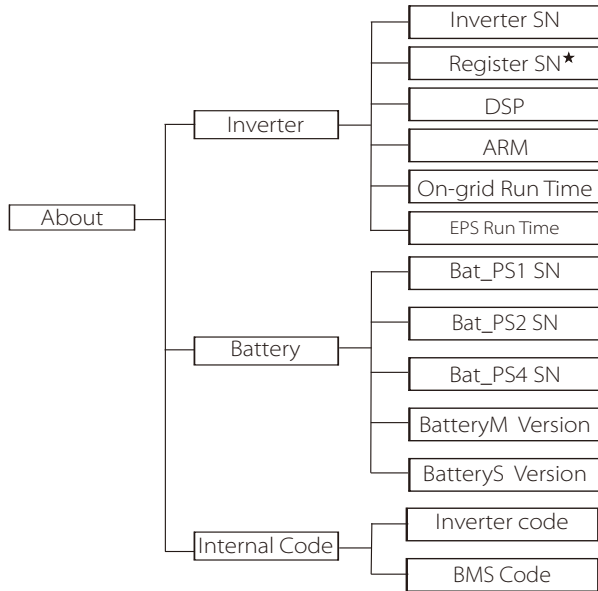 About
Inverter
Inverter SN
Register SN★
DSP
ARM
On-grid Run Time
EPS Run Time
Battery
Bat_PS1 SN
Bat_PS2 SN
Bat_PS4 SN
BatteryM Version
BatteryS Version
Internal Code
Inverter code
BMS Code